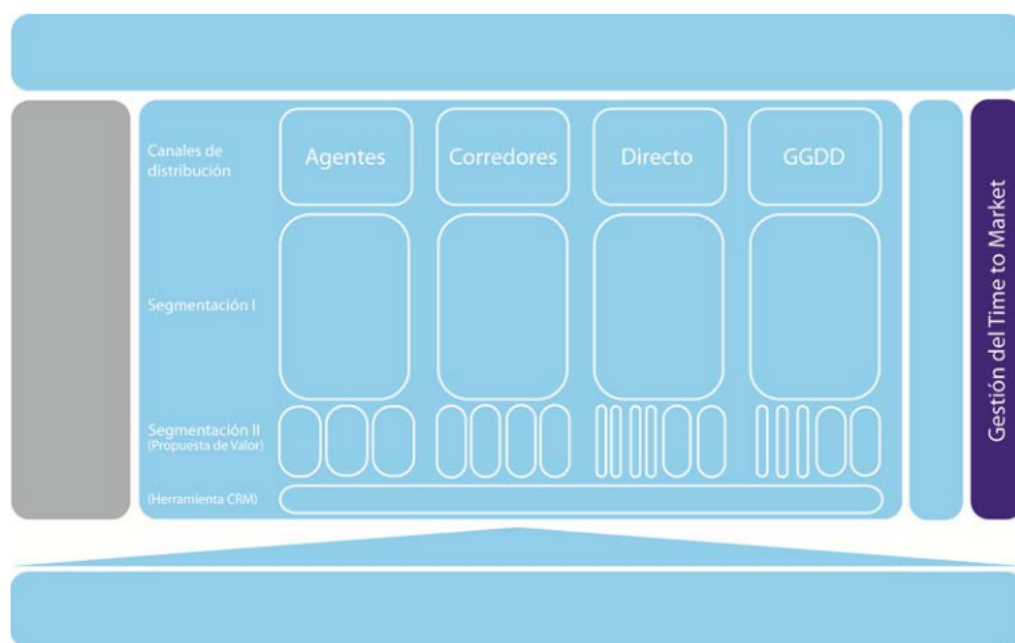 Canales de
distribución
Agentes
Corredores
Directo
GGDD
Segmentación I
Segmentación II
(Propuesta de Valor)
(Herramienta CRM)
Gestión del Time to Market